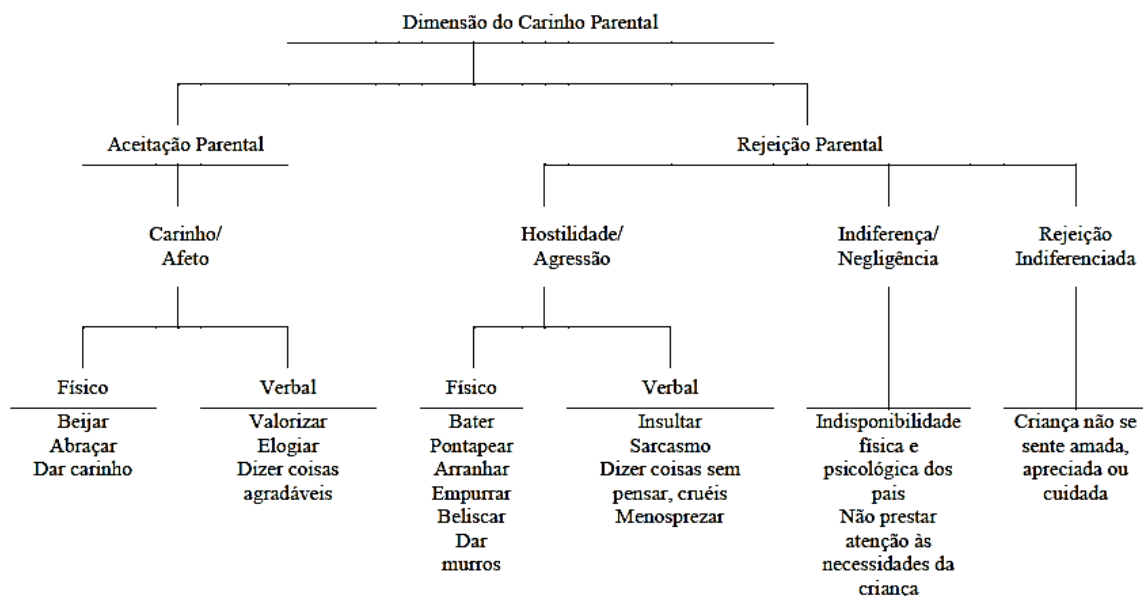 Dimensão do Carinho Parental
Aceitação Parental
Rejeição Parental
Carinho/
Afeto
Hostilidade/
Agressão
Indiferença/
Negligência
Rejeição
Indiferenciada
Físico
Beijar
Abraçar
Dar carinho
Verbal
Valorizar
Elogiar
Dizer coisas
agradáveis
Físico
Bater
Pontapear
Arranhar
Empurrar
Beliscar
Dar
murros
Verbal
Insultar
Sarcasmo
Dizer coisas sem
pensar, cruéis
Menosprezar
Indisponibilidade
física e
psicológica dos
pais
Não prestar
atenção às
necessidades da
criança
Criança não se
sente amada,
apreciada ou
cuidada